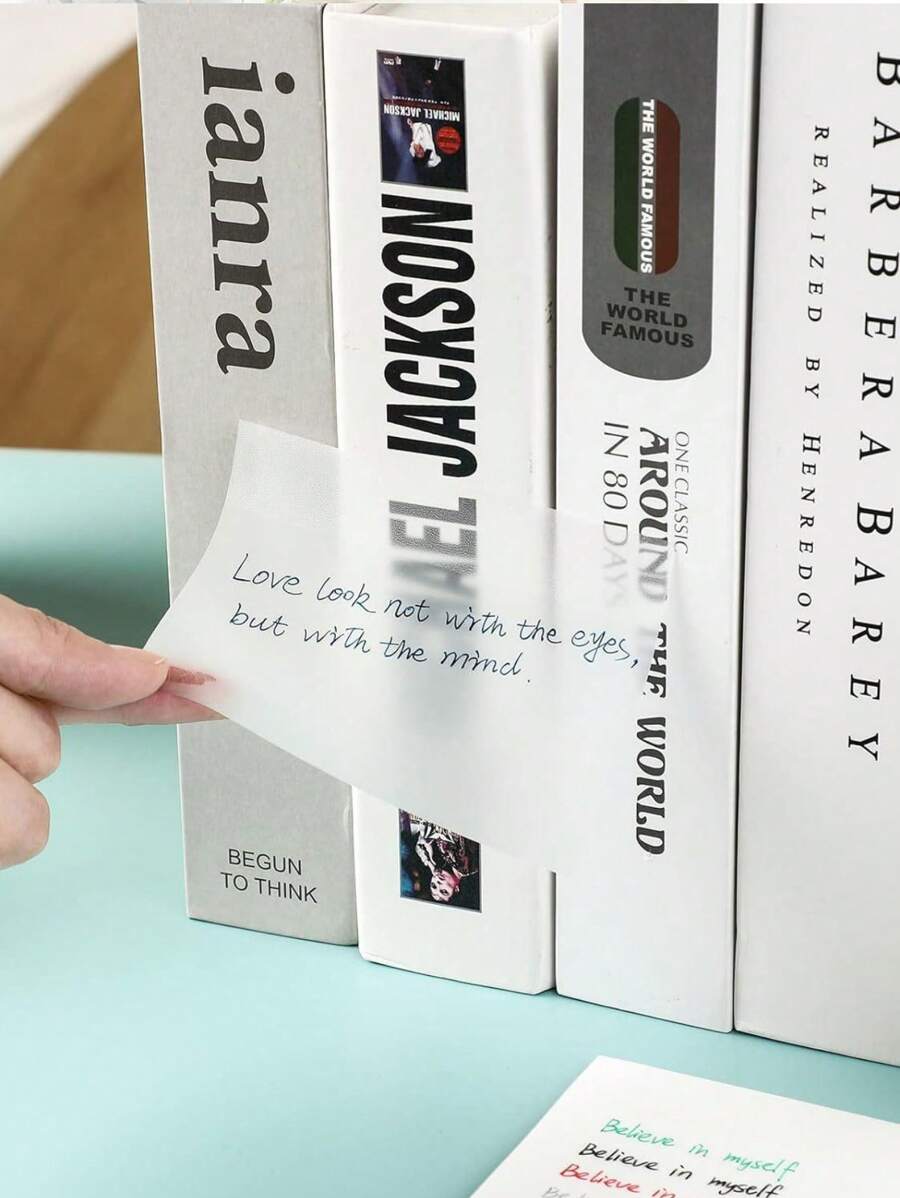 ianra
BEGUN
TO THINK
MICHAEL JACKSON
AEL JACKSON
THE WORLD FAMOUS
THE
WORLD
FAMOUS
ONE CLASSIC
AROUND THE WORLD
IN 80 DAYS
BARBERA BAREY
REALIZED BY HENREDON
Love look not with the eyes,
but with the mind.
Believe in myself
Believe in myself
Believe in